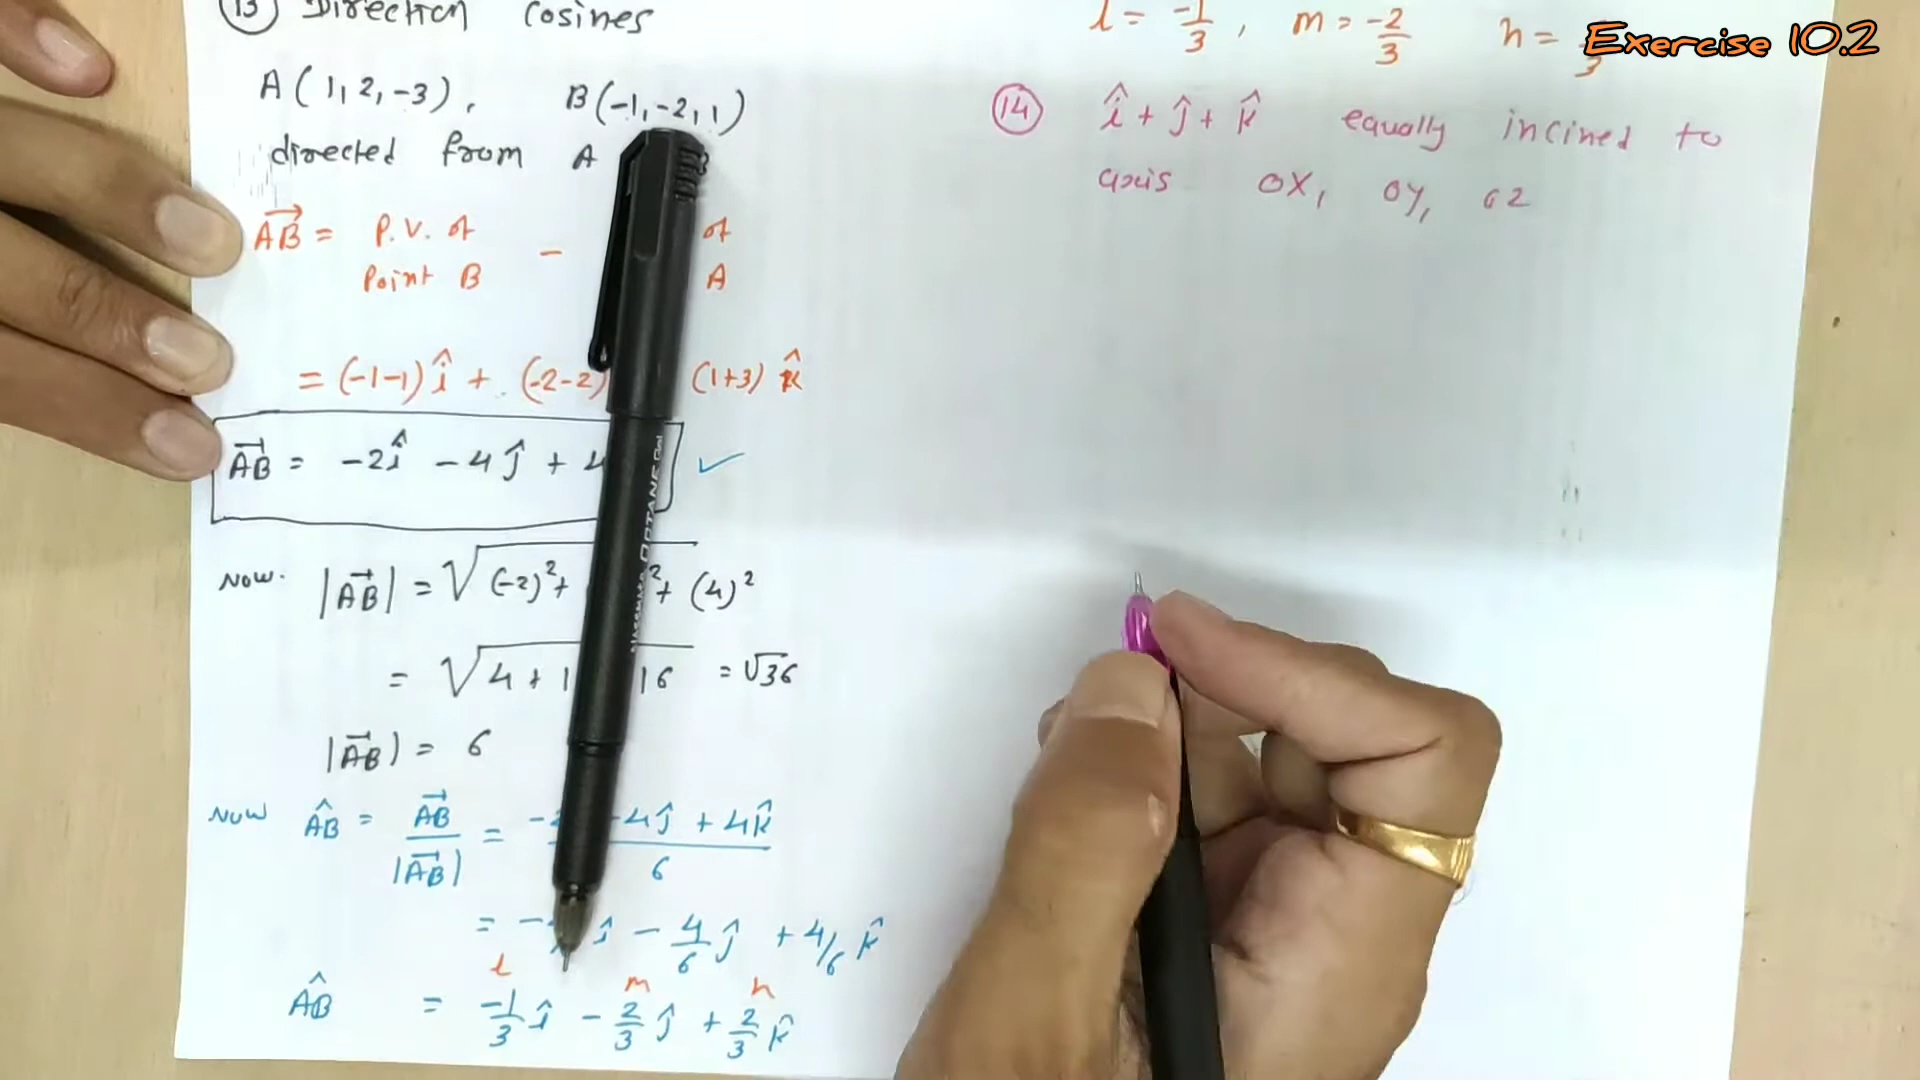 13 Direction Cosines
A(1, 2, -3), B(-1, -2, 1)
directed from A
→AB = P.V. of Point B - of A
= (-1-1)î + (-2-2) (1+3) k̂
→AB = -2î - 4ĵ + 4
Now. |→AB| = √(-2)²+ ² + (4)²
= √4 + 1 16 = √36
|→AB) = 6
Now ÂB = →AB/|→AB| = - -4ĵ + 4k̂/6
= - î - 4/6 ĵ + 4/6 k̂
l m n
ÂB = -1/3 î - 2/3 ĵ + 2/3 k̂
l = -1/3, m = -2/3 n =
Exercise 10.2
14 î + ĵ + k̂ equally incined to
axis OX, OY, OZ